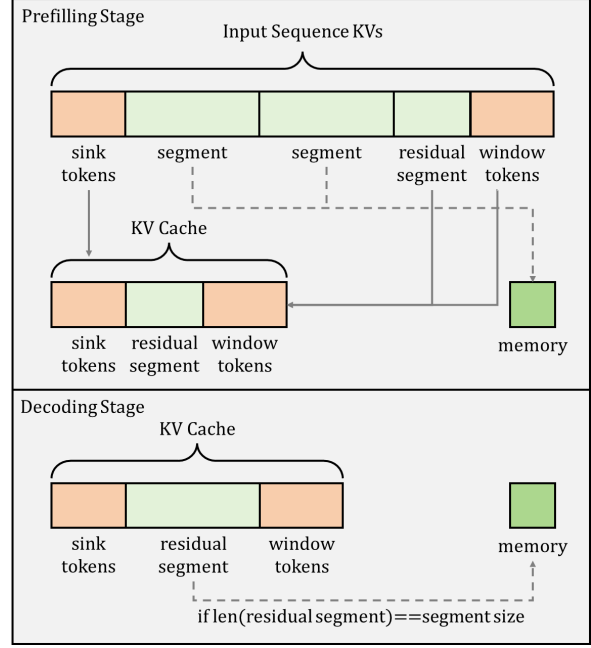 Prefilling Stage
Input Sequence KVs
sink
tokens
segment
segment
residual
segment
window
tokens
KV Cache
sink
tokens
residual
segment
window
tokens
memory
Decoding Stage
KV Cache
sink
tokens
residual
segment
window
tokens
memory
if len(residual segment)==segment size